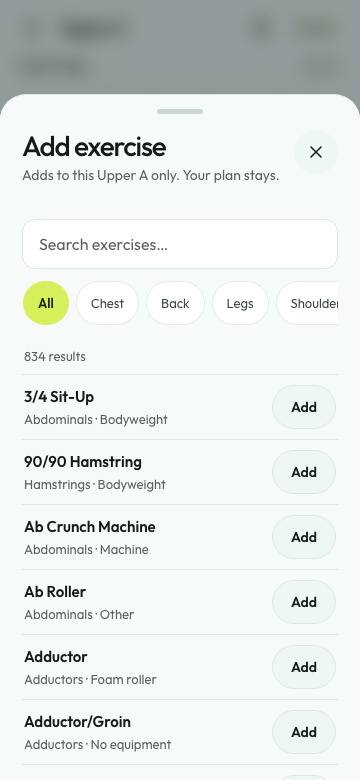 Add exercise
Adds to this Upper A only. Your plan stays.
Search exercises...
All
Chest
Back
Legs
Shoulder
834 results
3/4 Sit-Up
Abdominals · Bodyweight
Add
90/90 Hamstring
Hamstrings · Bodyweight
Add
Ab Crunch Machine
Abdominals · Machine
Add
Ab Roller
Abdominals · Other
Add
Adductor
Adductors · Foam roller
Add
Adductor/Groin
Adductors · No equipment
Add